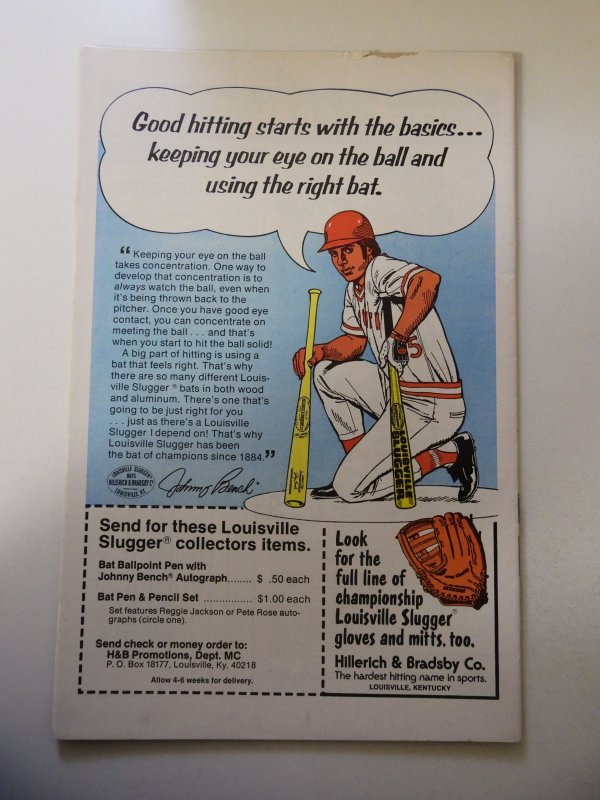 Good hitting starts with the basics...
keeping your eye on the ball and
using the right bat.
“ Keeping your eye on the ball
takes concentration. One way to
develop that concentration is to
always watch the ball, even when
it's being thrown back to the
pitcher. Once you have good eye
contact, you can concentrate on
meeting the ball . . . and that's
when you start to hit the ball solid!
A big part of hitting is using a
bat that feels right. That's why
there are so many different Louis-
ville Slugger ® bats in both wood
and aluminum. There's one that's
going to be just right for you
. . . just as there's a Louisville
Slugger I depend on! That's why
Louisville Slugger has been
the bat of champions since 1884.”
LOUISVILLE SLUGGER
BATS
HILLERICH & BRADSBY Co
LOUISVILLE, KY.
Johnny Bench
5
LOUISVILLE
SLUGGER
Send for these Louisville
Slugger® collectors items.
Bat Ballpoint Pen with
Johnny Bench® Autograph........ $ .50 each
Bat Pen & Pencil Set ................ $1.00 each
Set features Reggie Jackson or Pete Rose auto-
graphs (circle one).
Send check or money order to:
H&B Promotions, Dept. MC
P. O. Box 18177, Louisville, Ky. 40218
Allow 4-6 weeks for delivery.
Look
for the
full line of
championship
Louisville Slugger®
gloves and mitts, too.
Hillerich & Bradsby Co.
The hardest hitting name in sports.
LOUISVILLE, KENTUCKY